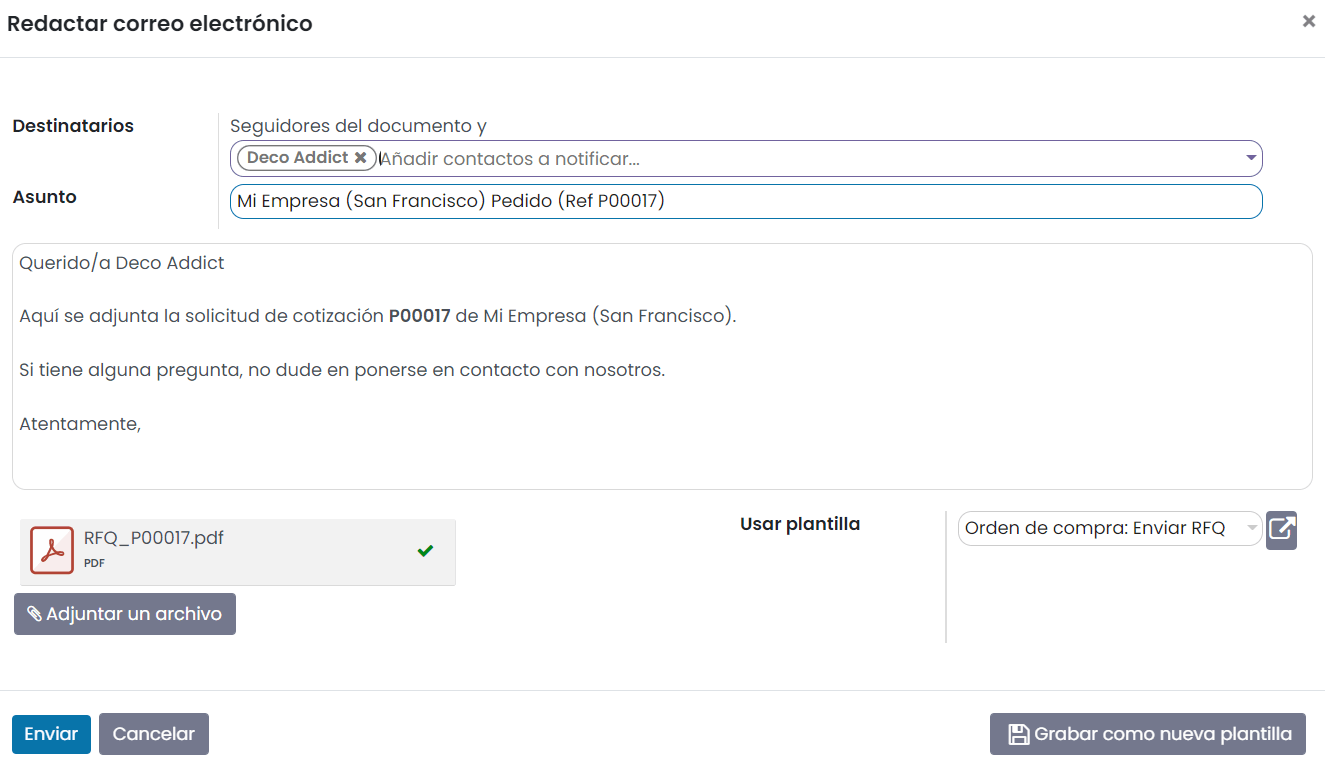 Redactar correo electrónico
×
Destinatarios
Seguidores del documento y
Deco Addict ✖ Añadir contactos a notificar...
Asunto
Mi Empresa (San Francisco) Pedido (Ref P00017)
Querido/a Deco Addict
Aquí se adjunta la solicitud de cotización P00017 de Mi Empresa (San Francisco).
Si tiene alguna pregunta, no dude en ponerse en contacto con nosotros.
Atentamente,
RFQ_P00017.pdf
PDF
Adjuntar un archivo
Usar plantilla
Orden de compra: Enviar RFQ
Enviar
Cancelar
Grabar como nueva plantilla